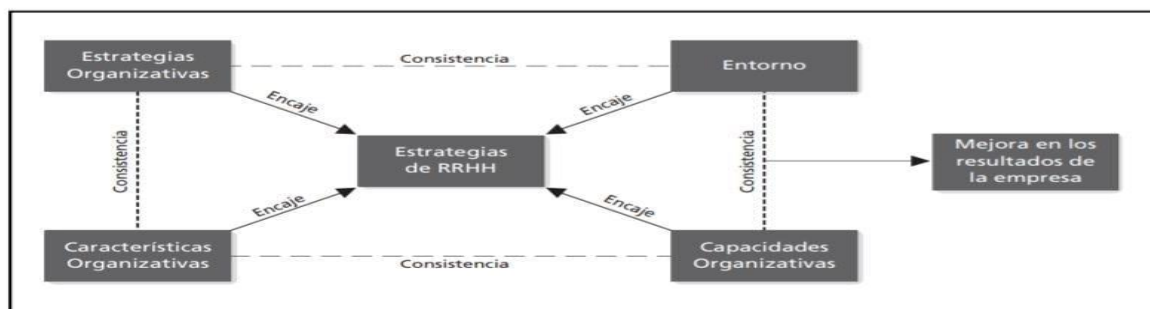 Estrategias
Organizativas
Consistencia
Entorno
Encaje
Encaje
Consistencia
Estrategias
de RRHH
Consistencia
Mejora en los
resultados de
la empresa
Encaje
Encaje
Características
Organizativas
Consistencia
Capacidades
Organizativas